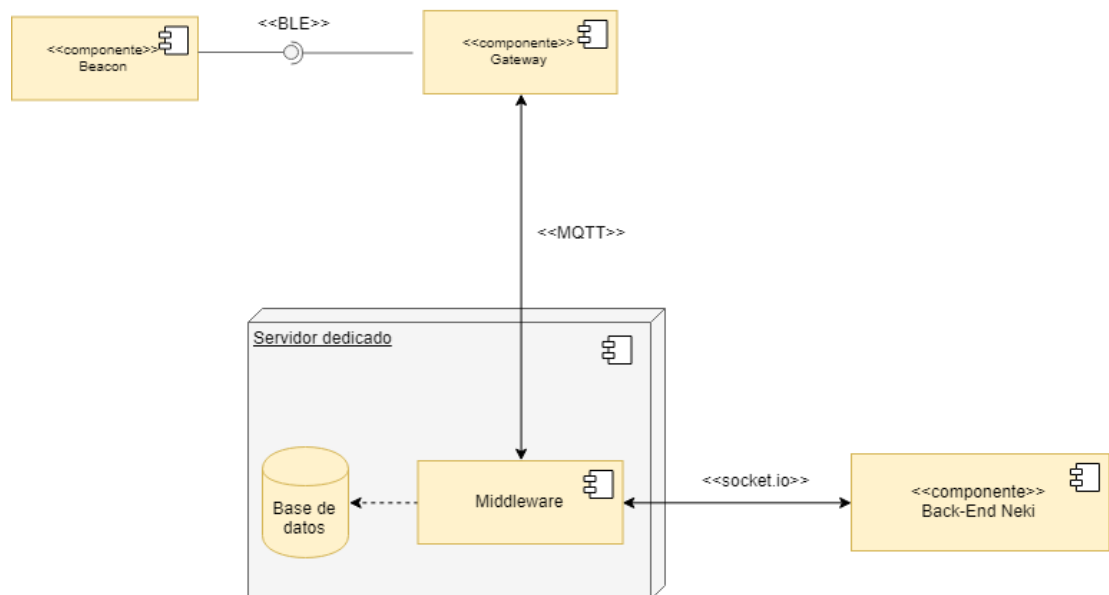 <<BLE>>
<<componente>>
Beacon
<<componente>>
Gateway
<<MQTT>>
Servidor dedicado
Base de
datos
Middleware
<<socket.io>>
<<componente>>
Back-End Neki